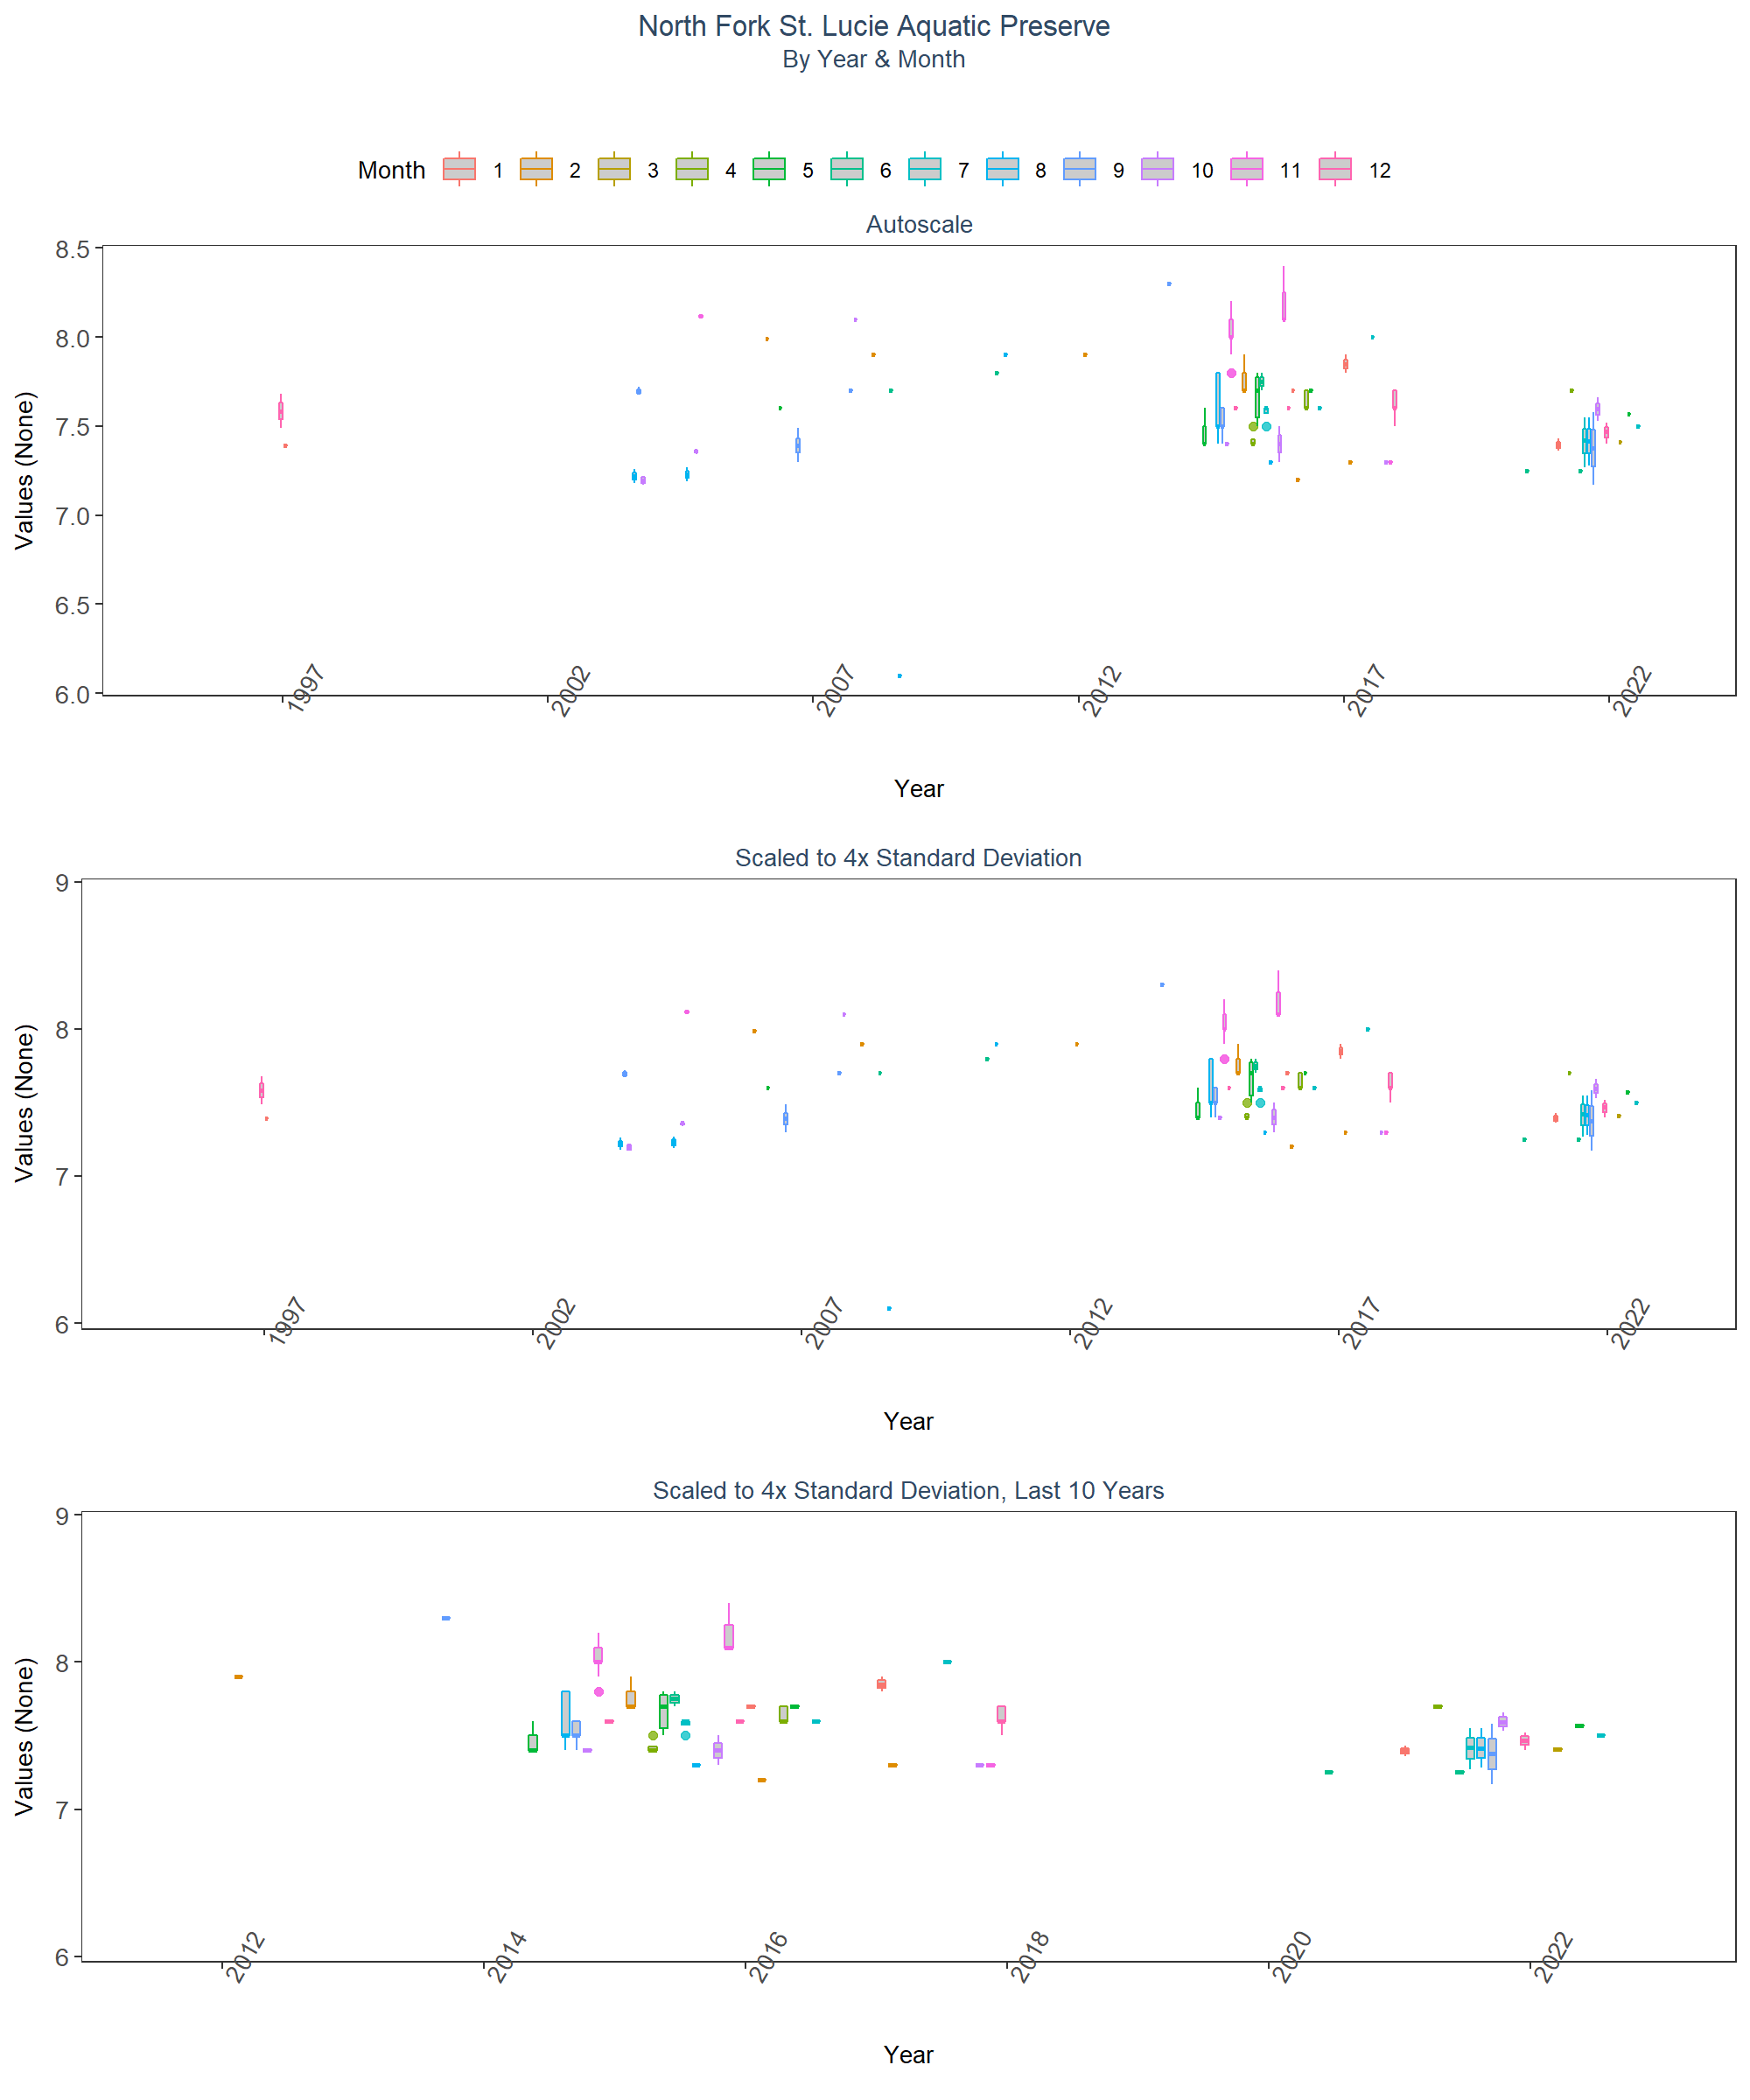 North Fork St. Lucie Aquatic Preserve
By Year & Month
Month 1 2 3 4 5 6 7 8 9 10 11 12
Autoscale
Values (None)
8.5
8.0
7.5
7.0
6.5
6.0
1997 2002 2007 2012 2017 2022
Year
Scaled to 4x Standard Deviation
Values (None)
9
8
7
6
1997 2002 2007 2012 2017 2022
Year
Scaled to 4x Standard Deviation, Last 10 Years
Values (None)
9
8
7
6
2012 2014 2016 2018 2020 2022
Year